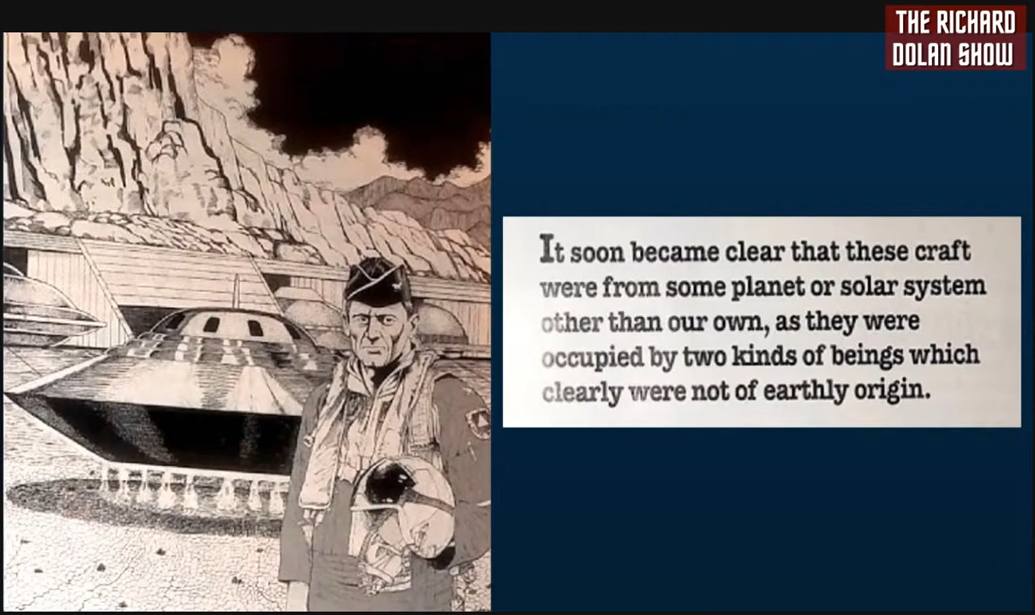 THE RICHARD
DOLAN SHOW
It soon became clear that these craft
were from some planet or solar system
other than our own, as they were
occupied by two kinds of beings which
clearly were not of earthly origin.